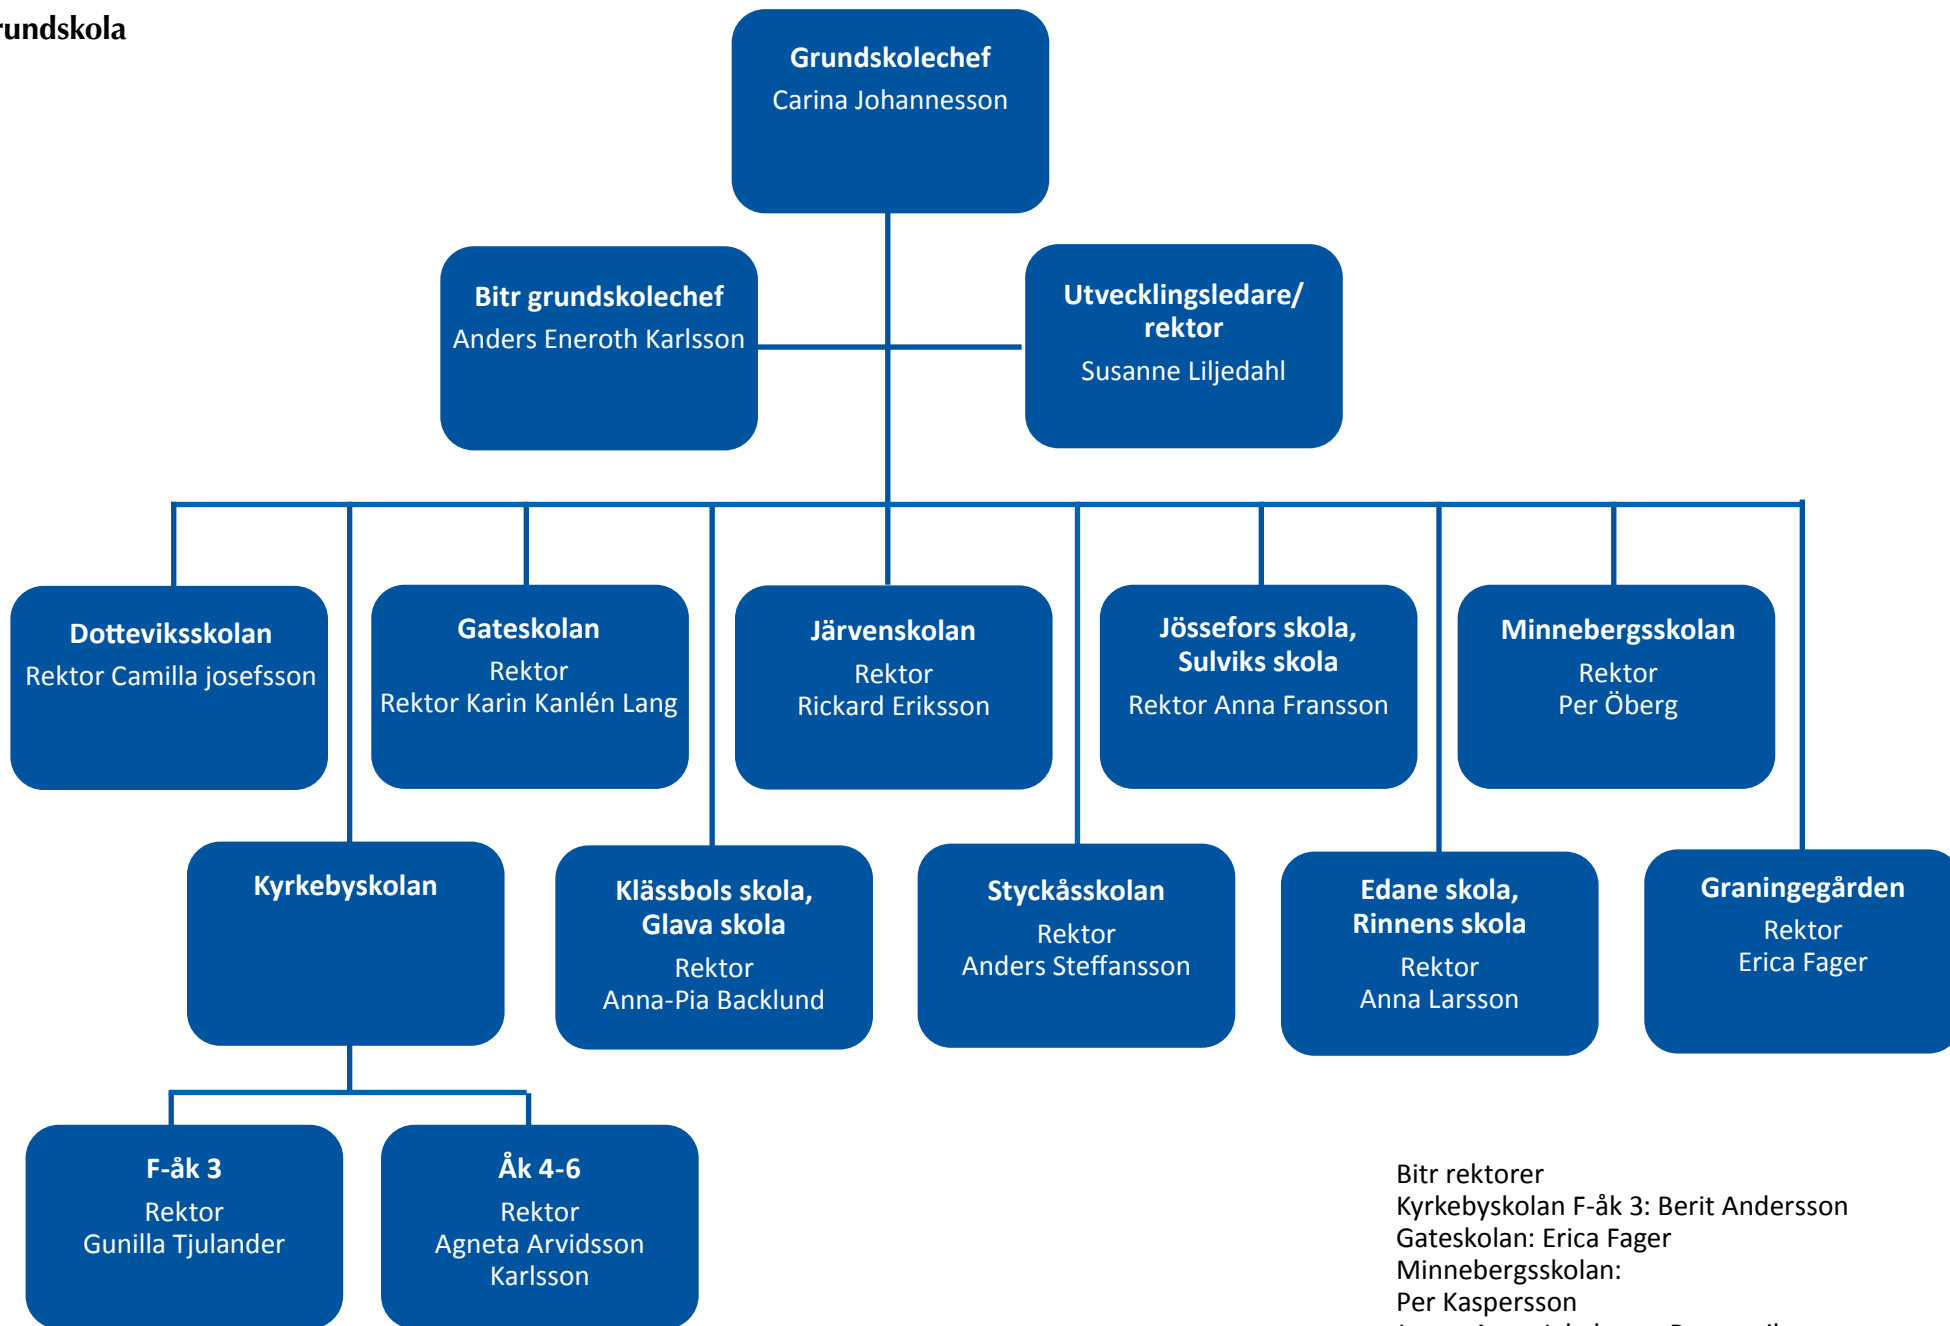 rundskola
Grundskolechef
Carina Johannesson
Bitr grundskolechef
Anders Eneroth Karlsson
Utvecklingsledare/
rektor
Susanne Liljedahl
Dotteviksskolan
Rektor Camilla josefsson
Gateskolan
Rektor
Rektor Karin Kanlén Lang
Järvenskolan
Rektor
Rickard Eriksson
Jössefors skola,
Sulviks skola
Rektor Anna Fransson
Minnebergsskolan
Rektor
Per Öberg
Kyrkebyskolan
Klässbols skola,
Glava skola
Rektor
Anna-Pia Backlund
Styckåsskolan
Rektor
Anders Steffansson
Edane skola,
Rinnens skola
Rektor
Anna Larsson
Graningegården
Rektor
Erica Fager
F-åk 3
Rektor
Gunilla Tjulander
Åk 4-6
Rektor
Agneta Arvidsson
Karlsson
Bitr rektorer
Kyrkebyskolan F-åk 3: Berit Andersson
Gateskolan: Erica Fager
Minnebergsskolan:
Per Kaspersson